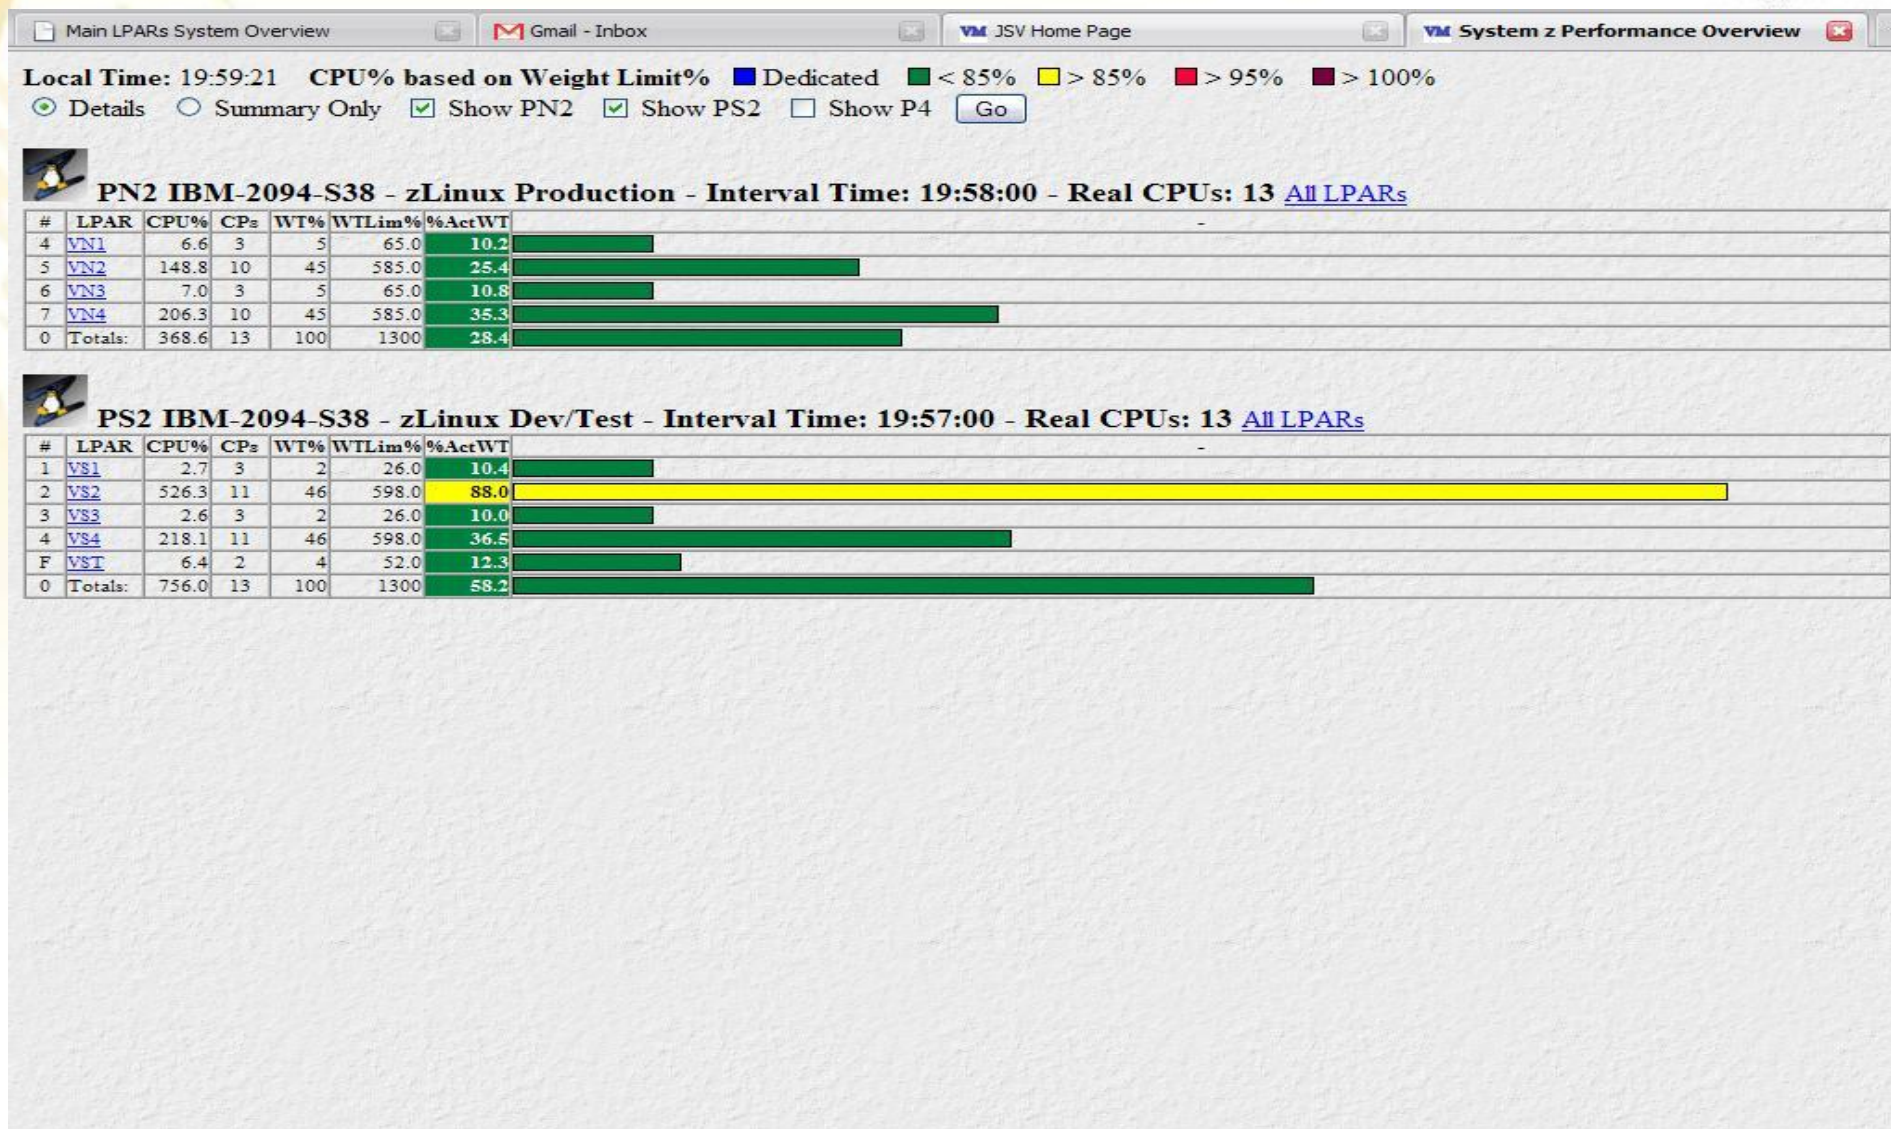 Main LPARs System Overview Gmail - Inbox VM JSV Home Page VM System z Performance Overview
Local Time: 19:59:21 CPU% based on Weight Limit% Dedicated < 85% > 85% > 95% > 100%
Details Summary Only Show PN2 Show PS2 Show P4 Go
PN2 IBM-2094-S38 - zLinux Production - Interval Time: 19:58:00 - Real CPUs: 13 All LPARs
# LPAR CPU% CPs WT% WTLim% %ActWT -
4 VN1 6.6 3 5 65.0 10.2
5 VN2 148.8 10 45 585.0 25.4
6 VN3 7.0 3 5 65.0 10.8
7 VN4 206.3 10 45 585.0 35.3
0 Totals: 368.6 13 100 1300 28.4
PS2 IBM-2094-S38 - zLinux Dev/Test - Interval Time: 19:57:00 - Real CPUs: 13 All LPARs
# LPAR CPU% CPs WT% WTLim% %ActWT -
1 VS1 2.7 3 2 26.0 10.4
2 VS2 526.3 11 46 598.0 88.0
3 VS3 2.6 3 2 26.0 10.0
4 VS4 218.1 11 46 598.0 36.5
F VST 6.4 2 4 52.0 12.3
0 Totals: 756.0 13 100 1300 58.2